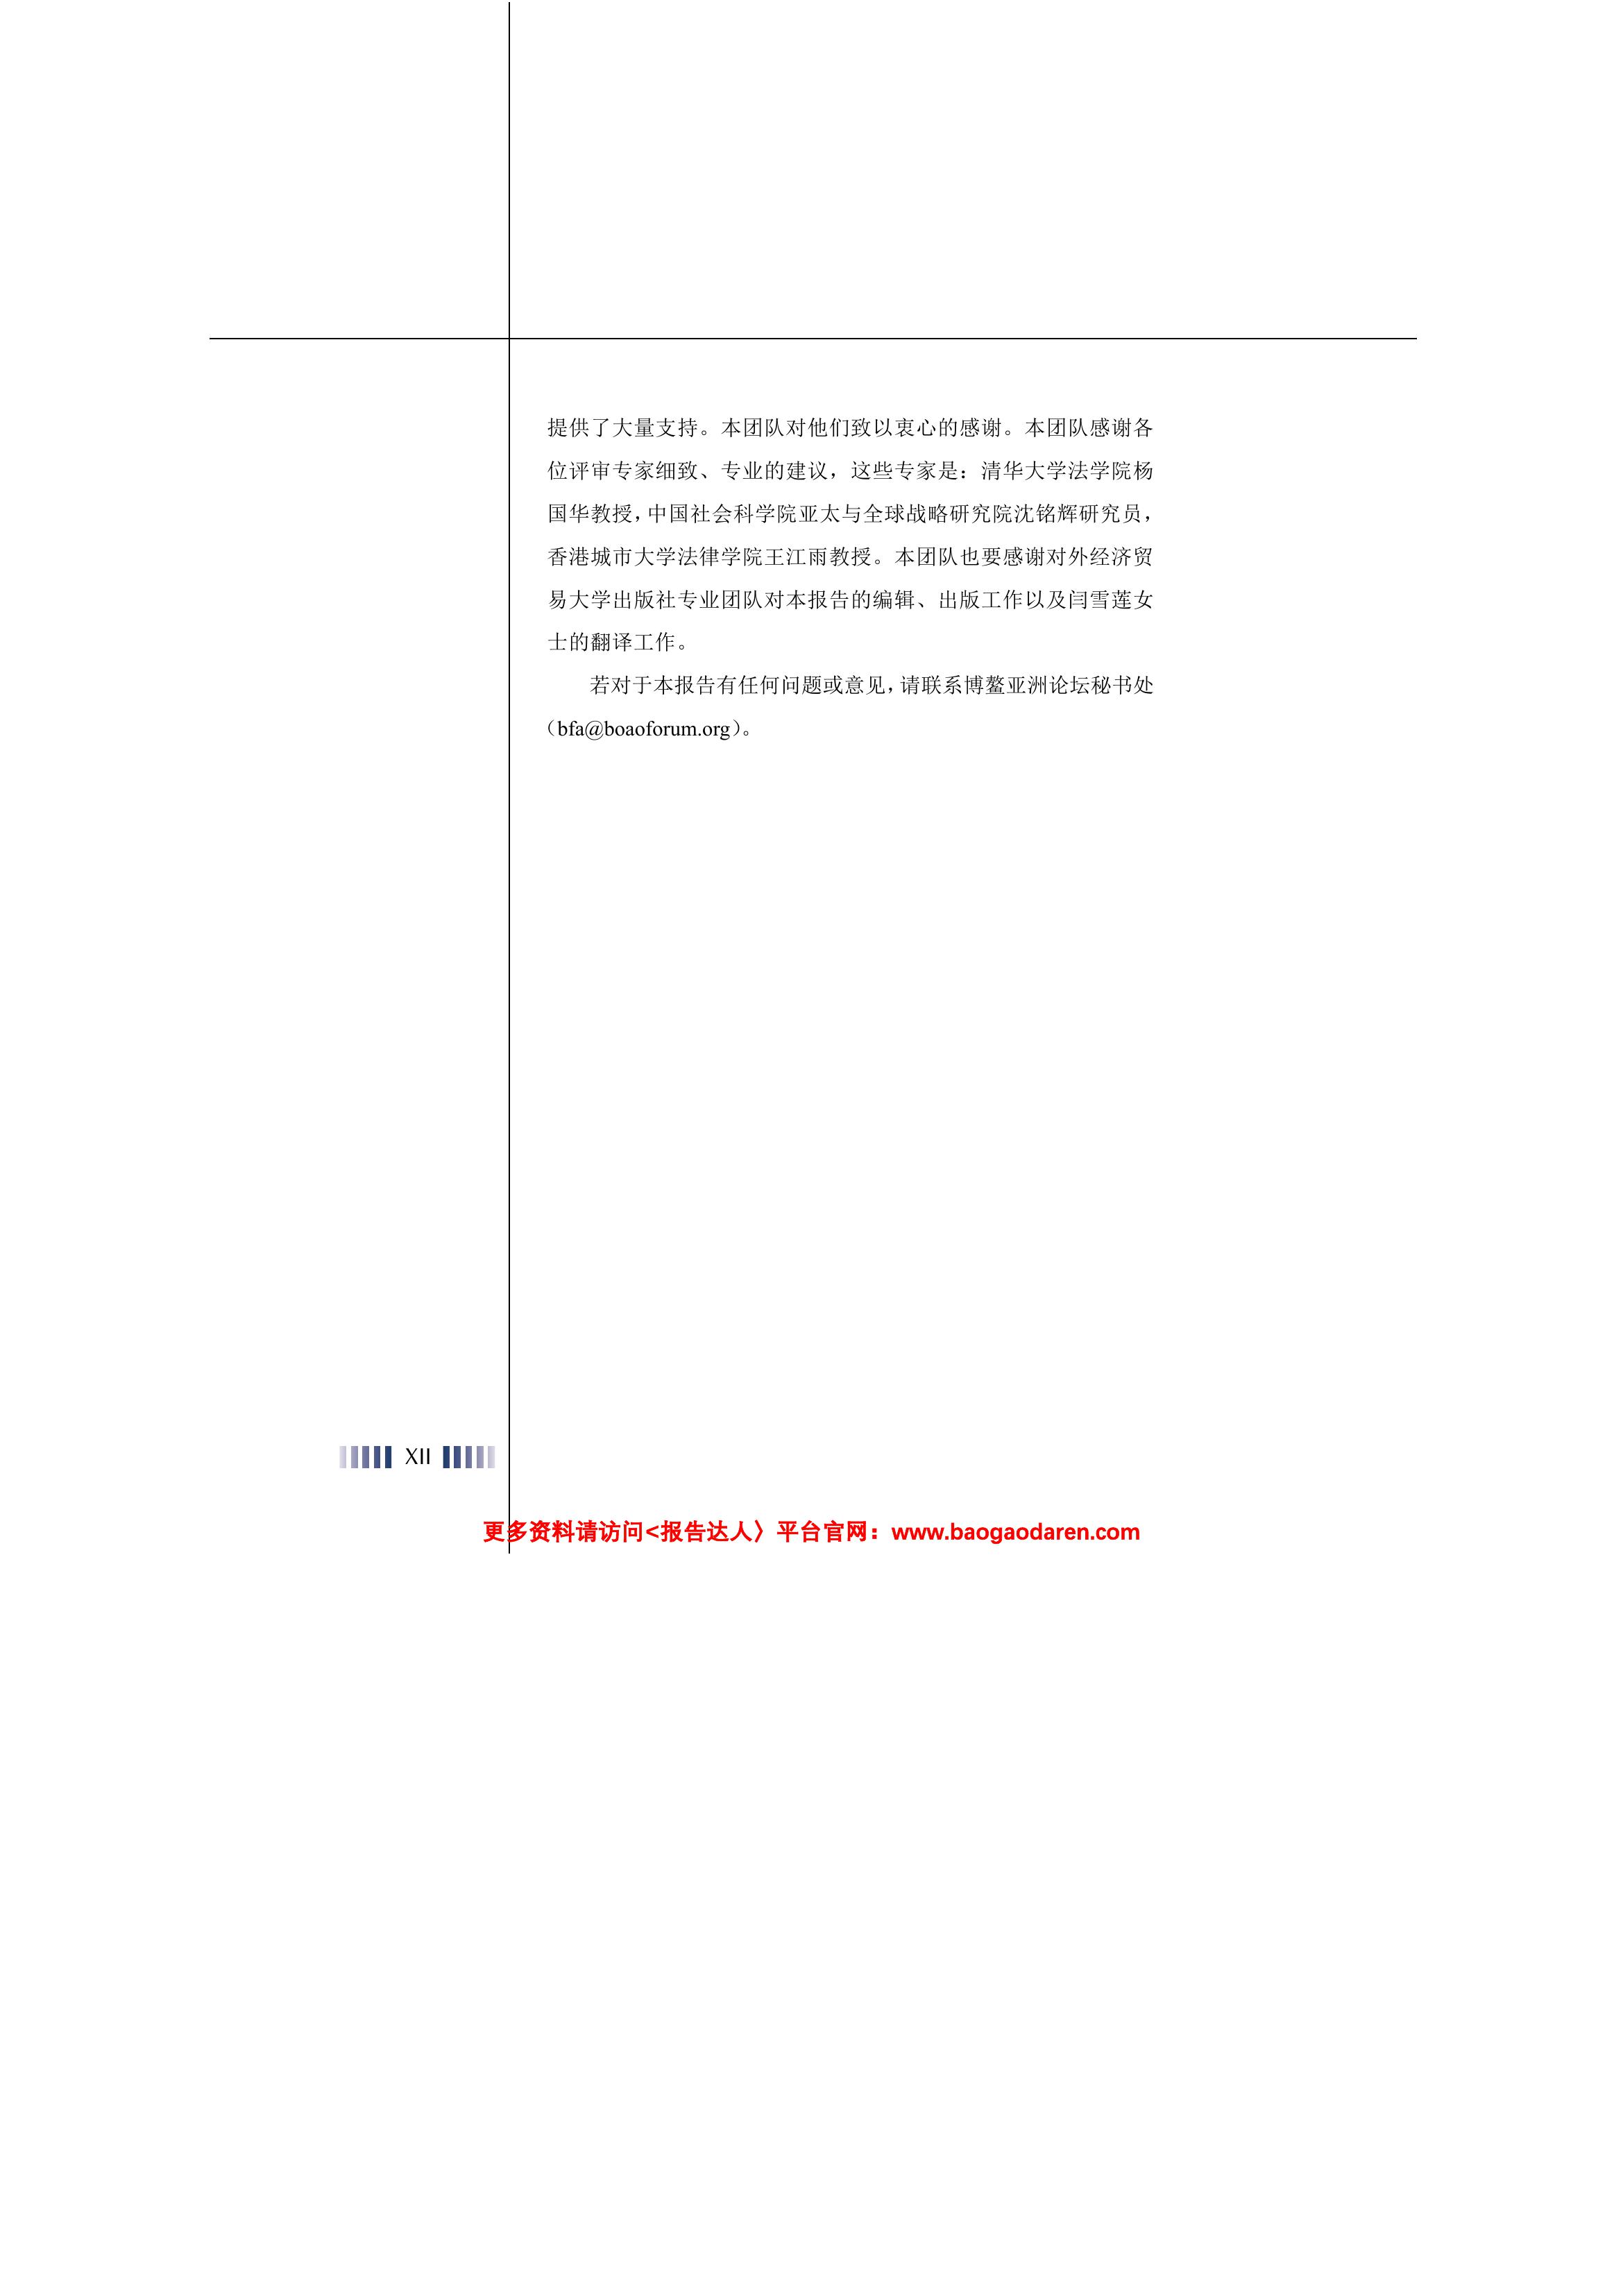 提供了大量支持。本团队对他们致以衷心的感谢。本团队感谢各
位评审专家细致、专业的建议，这些专家是：清华大学法学院杨
国华教授，中国社会科学院亚太与全球战略研究院沈铭辉研究员，
香港城市大学法律学院王江雨教授。本团队也要感谢对外经济贸
易大学出版社专业团队对本报告的编辑、出版工作以及闫雪莲女
士的翻译工作。
若对于本报告有任何问题或意见，请联系博鳌亚洲论坛秘书处
（bfa@boaoforum.org）。
XII
更多资料请访问<报告达人〉平台官网：www.baogaodaren.com